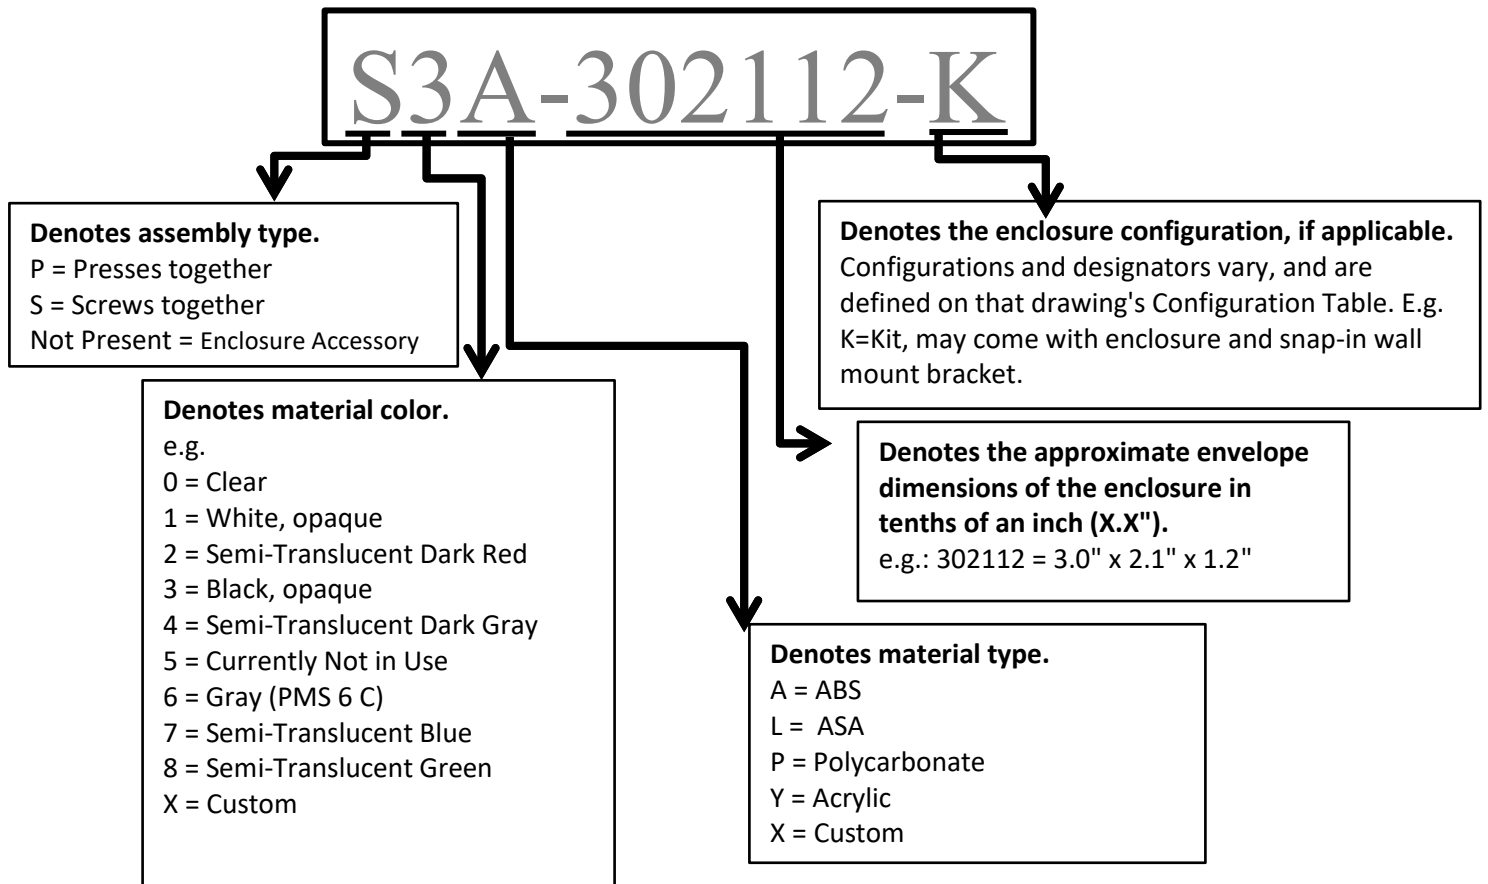 S3A-302112-K
Denotes assembly type.
P = Presses together
S = Screws together
Not Present = Enclosure Accessory
Denotes material color.
e.g.
0 = Clear
1 = White, opaque
2 = Semi-Translucent Dark Red
3 = Black, opaque
4 = Semi-Translucent Dark Gray
5 = Currently Not in Use
6 = Gray (PMS 6 C)
7 = Semi-Translucent Blue
8 = Semi-Translucent Green
X = Custom
Denotes the enclosure configuration, if applicable.
Configurations and designators vary, and are
defined on that drawing's Configuration Table. E.g.
K=Kit, may come with enclosure and snap-in wall
mount bracket.
Denotes the approximate envelope
dimensions of the enclosure in
tenths of an inch (X.X").
e.g.: 302112 = 3.0" x 2.1" x 1.2"
Denotes material type.
A = ABS
L = ASA
P = Polycarbonate
Y = Acrylic
X = Custom